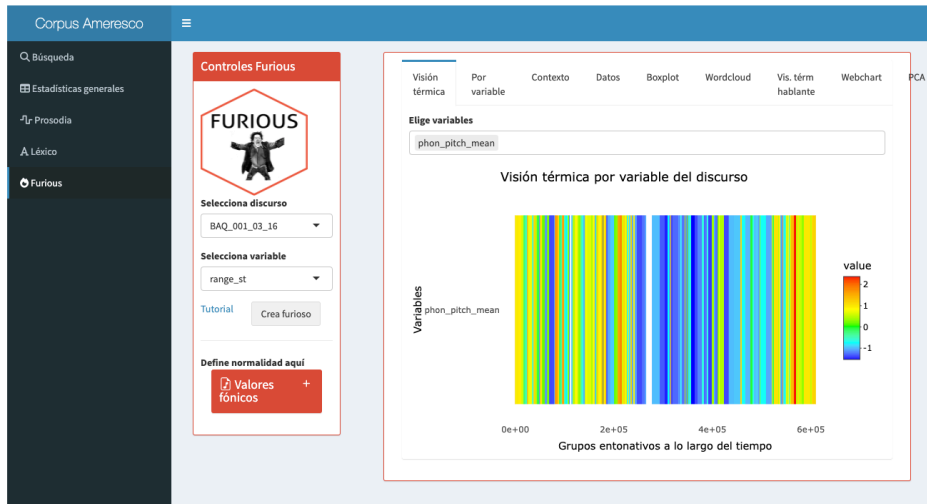 Corpus Ameresco
Búsqueda
Estadísticas generales
Prosodia
Léxico
Furious
Controles Furious
FURIOUS
Selecciona discurso
BAQ_001_03_16
Selecciona variable
range_st
Tutorial
Crea furioso
Define normalidad aquí
Valores +
fónicos
Visión Por Contexto Datos Boxplot Wordcloud Vis. térm Webchart PCA
térmica variable hablante
Elige variables
phon_pitch_mean
Visión térmica por variable del discurso
Variables
phon_pitch_mean
value
2
1
0
-1
0e+00 2e+05 4e+05 6e+05
Grupos entonativos a lo largo del tiempo